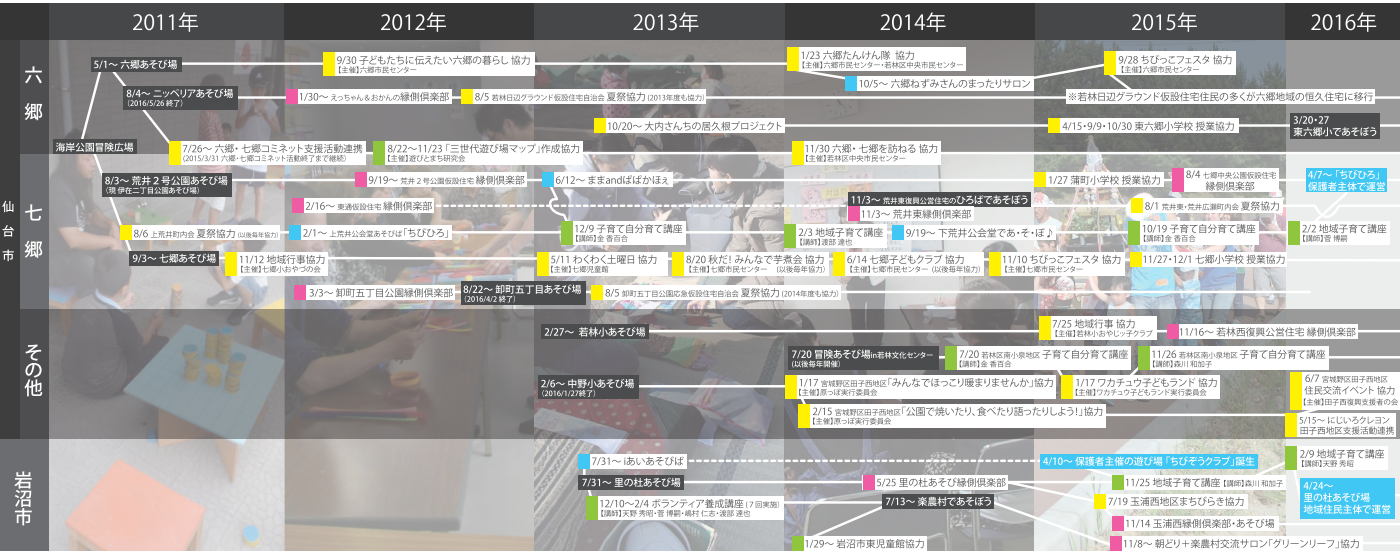 2011年
2012年
2013年
2014年
2015年
2016年
仙台市
六郷
5/1〜 六郷あそび場
9/30 子どもたちに伝えたい六郷の暮らし 協力
【主催】六郷市民センター
1/23 六郷たんけん隊 協力
【主催】六郷市民センター・若林区中央市民センター
9/28 ちびっこフェスタ 協力
【主催】六郷市民センター
10/5〜 六郷ねずみさんのまったりサロン
8/4〜 ニッペリアあそび場
(2016/5/26 終了)
1/30〜 えっちゃん&おかんの縁側倶楽部
8/5 若林日辺グラウンド仮設住宅自治会 夏祭協力(2013年度も協力)
※若林日辺グラウンド仮設住宅住民の多くが六郷地域の恒久住宅に移行
10/20〜 大内さんちの居久根プロジェクト
4/15・9/9・10/30 東六郷小学校 授業協力
3/20・27
東六郷小であそぼう
海岸公園冒険広場
7/26〜 六郷・七郷コミネット支援活動連携
(2015/3/31 六郷・七郷コミネット活動終了まで継続)
8/22〜11/23「三世代遊び場マップ」作成協力
【主催】遊びとまち研究会
11/30 六郷・七郷を訪ねる 協力
【主催】若林区中央市民センター
七郷
8/3〜 荒井2号公園あそび場
(現 伊在二丁目公園あそび場)
9/19〜 荒井2号公園仮設住宅 縁側倶楽部
6/12〜 ままandぱぱかほぇ
1/27 蒲町小学校 授業協力
8/4 七郷中央公園仮設住宅
縁側倶楽部
4/7〜「ちびひろ」
保護者主体で運営
2/16〜 東通仮設住宅 縁側倶楽部
11/3〜 荒井東復興公営住宅のひろばであそぼう
11/3〜 荒井東縁側倶楽部
8/1 荒井東・荒井広瀬町内会 夏祭協力
8/6 上荒井町内会 夏祭協力(以後毎年協力)
2/1〜 上荒井公会堂あそびば「ちびひろ」
12/9 子育て自分育て講座
【講師】金 香百合
2/3 地域子育て講座
【講師】渡部 達也
9/19〜 下荒井公会堂であ・そ・ぼ♪
10/19 子育て自分育て講座
【講師】金 香百合
2/2 地域子育て講座
【講師】菅 博嗣
9/3〜 七郷あそび場
11/12 地域行事協力
【主催】七郷小おやづの会
5/11 わくわく土曜日 協力
【主催】七郷児童館
8/20 秋だ!みんなで芋煮会 協力
【主催】七郷市民センター (以後毎年協力)
6/14 七郷子どもクラブ 協力
【主催】七郷市民センター (以後毎年協力)
11/10 ちびっこフェスタ 協力
【主催】七郷市民センター
11/27・12/1 七郷小学校 授業協力
3/3〜 卸町五丁目公園縁側倶楽部
8/22〜 卸町五丁目あそび場
(2016/4/2 終了)
8/5 卸町五丁目公園応急仮設住宅自治会 夏祭協力(2014年度も協力)
その他
2/27〜 若林小あそび場
7/25 地域行事 協力
【主催】若林小おやじッ子クラブ
11/16〜 若林西復興公営住宅 縁側倶楽部
7/20 冒険あそび場in若林文化センター
(以後毎年開催)
7/20 若林区南小泉地区 子育て自分育て講座
【講師】金 香百合
11/26 若林区南小泉地区 子育て自分育て講座
【講師】森川 和加子
2/6〜 中野小あそび場
(2016/1/27終了)
1/17 宮城野区田子西地区「みんなでほっこり暖まりませんか」協力
【主催】原っぱ実行委員会
1/17 ワカチュウ子どもランド 協力
【主催】ワカチュウ子どもランド実行委員会
6/7 宮城野区田子西地区
住民交流イベント 協力
【主催】田子西復興支援者の会
2/15 宮城野区田子西地区「公園で焼いたり、食べたり語ったりしよう!」協力
【主催】原っぱ実行委員会
5/15〜 にじいろクレヨン
田子西地区支援活動連携
岩沼市
7/31〜 iあいあそびば
4/10〜 保護者主催の遊び場「ちびぞうクラブ」誕生
2/9 地域子育て講座
【講師】天野 秀昭
7/31〜 里の杜あそび場
5/25 里の杜あそび縁側倶楽部
11/25 地域子育て講座【講師】森川 和加子
4/24〜
里の杜あそび場
地域住民主体で運営
12/10〜2/4 ボランティア養成講座(7回実施)
【講師】天野 秀昭・菅 博嗣・嶋村 仁志・渡部 達也
7/13〜 楽農村であそぼう
7/19 玉浦西地区まちびらき協力
11/14 玉浦西縁側倶楽部・あそび場
1/29〜 岩沼市東児童館協力
11/8〜 朝どり+楽農村交流サロン「グリーンリーフ」協力